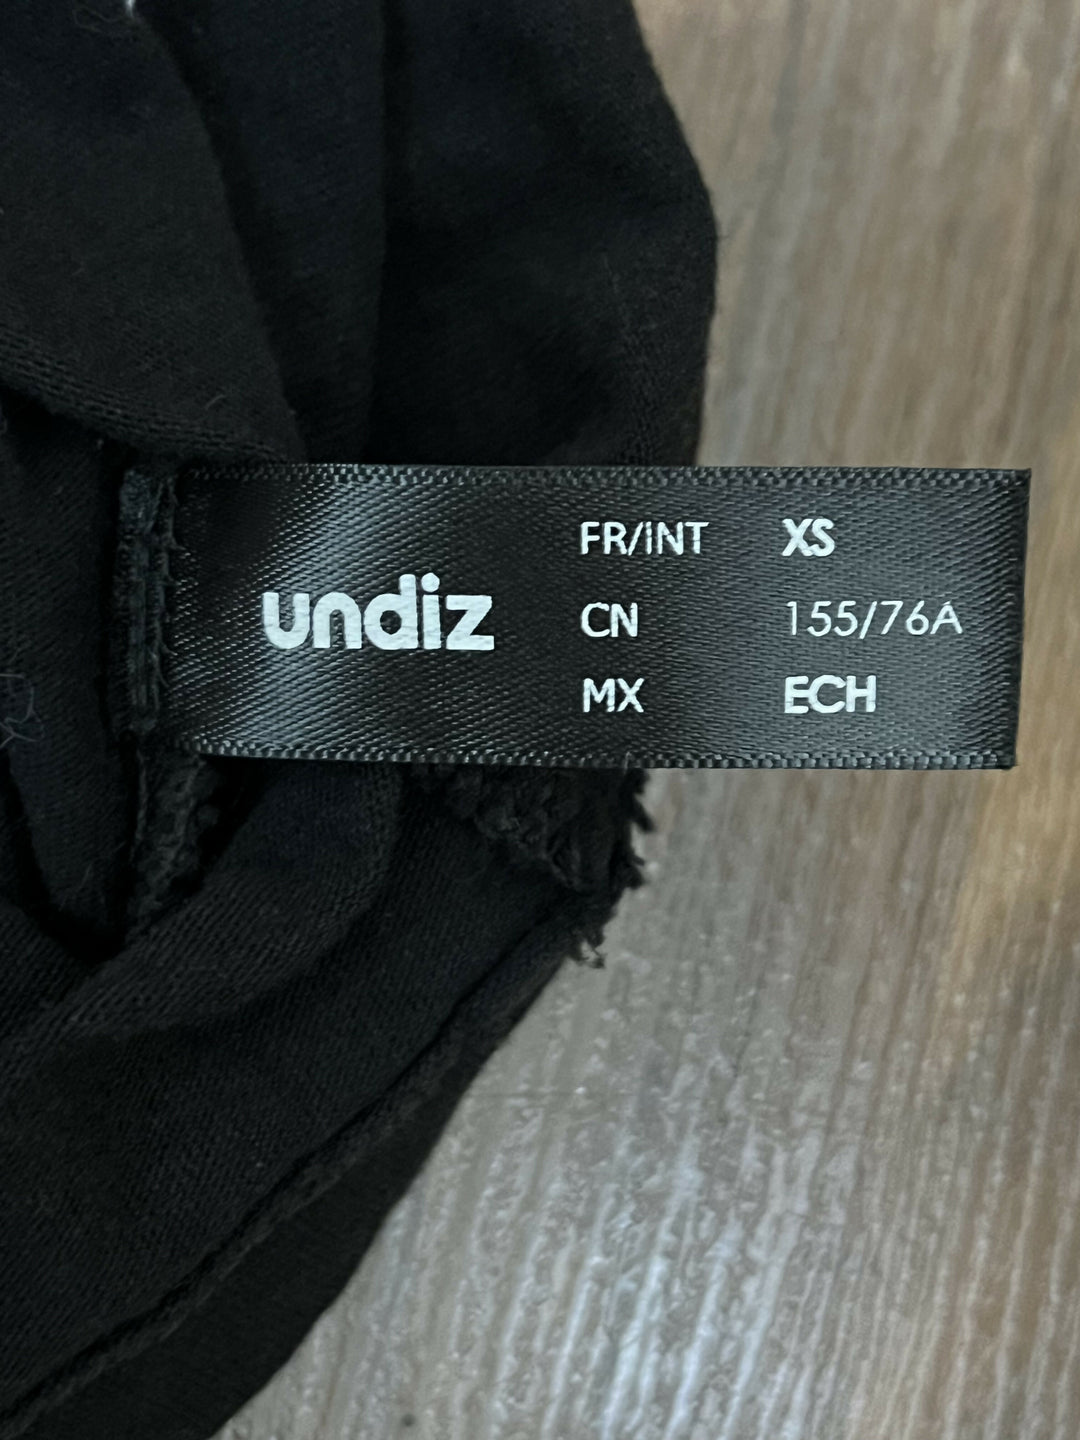 undiz
FR/INT XS
CN 155/76A
MX ECH